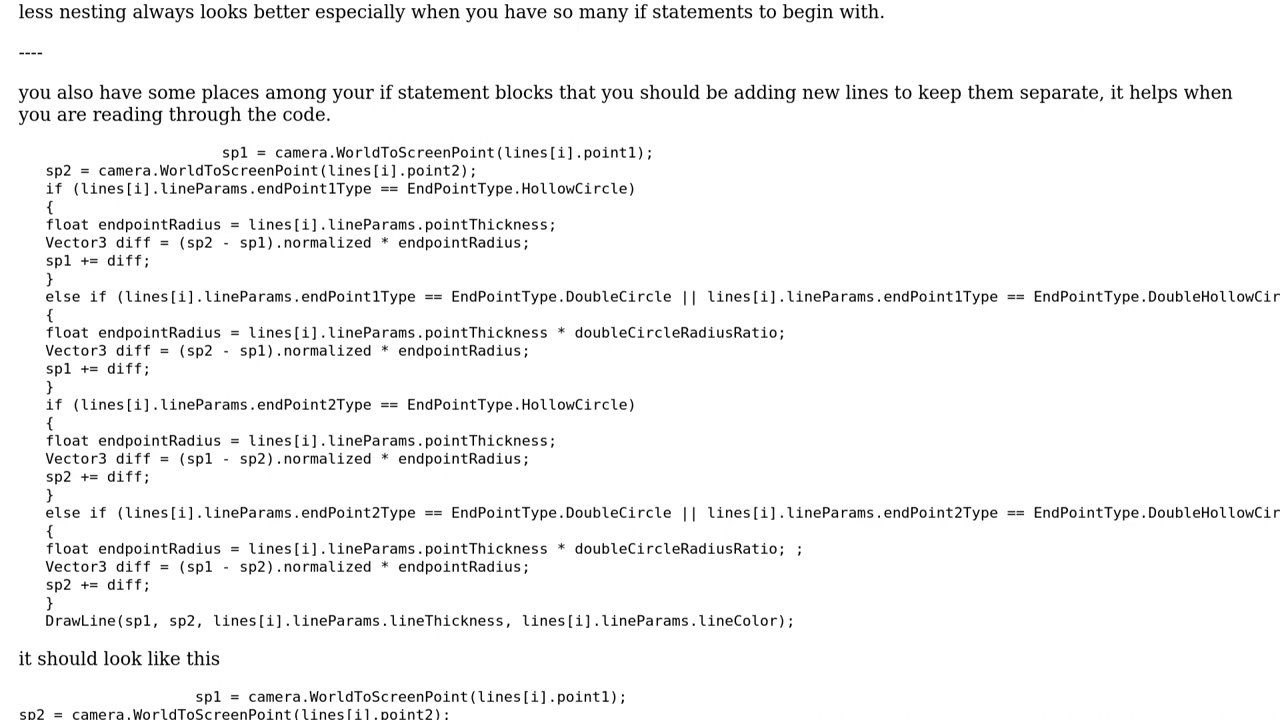 less nesting always looks better especially when you have so many if statements to begin with.
----
you also have some places among your if statement blocks that you should be adding new lines to keep them separate, it helps when
you are reading through the code.
sp1 = camera.WorldToScreenPoint(lines[i].point1);
sp2 = camera.WorldToScreenPoint(lines[i].point2);
if (lines[i].lineParams.endPoint1Type == EndPointType.HollowCircle)
{
float endpointRadius = lines[i].lineParams.pointThickness;
Vector3 diff = (sp2 - sp1).normalized * endpointRadius;
sp1 += diff;
}
else if (lines[i].lineParams.endPoint1Type == EndPointType.DoubleCircle || lines[i].lineParams.endPoint1Type == EndPointType.DoubleHollowCir
{
float endpointRadius = lines[i].lineParams.pointThickness * doubleCircleRadiusRatio;
Vector3 diff = (sp2 - sp1).normalized * endpointRadius;
sp1 += diff;
}
if (lines[i].lineParams.endPoint2Type == EndPointType.HollowCircle)
{
float endpointRadius = lines[i].lineParams.pointThickness;
Vector3 diff = (sp1 - sp2).normalized * endpointRadius;
sp2 += diff;
}
else if (lines[i].lineParams.endPoint2Type == EndPointType.DoubleCircle || lines[i].lineParams.endPoint2Type == EndPointType.DoubleHollowCir
{
float endpointRadius = lines[i].lineParams.pointThickness * doubleCircleRadiusRatio; ;
Vector3 diff = (sp1 - sp2).normalized * endpointRadius;
sp2 += diff;
}
DrawLine(sp1, sp2, lines[i].lineParams.lineThickness, lines[i].lineParams.lineColor);
it should look like this
sp1 = camera.WorldToScreenPoint(lines[i].point1);
sp2 = camera.WorldToScreenPoint(lines[i].point2);